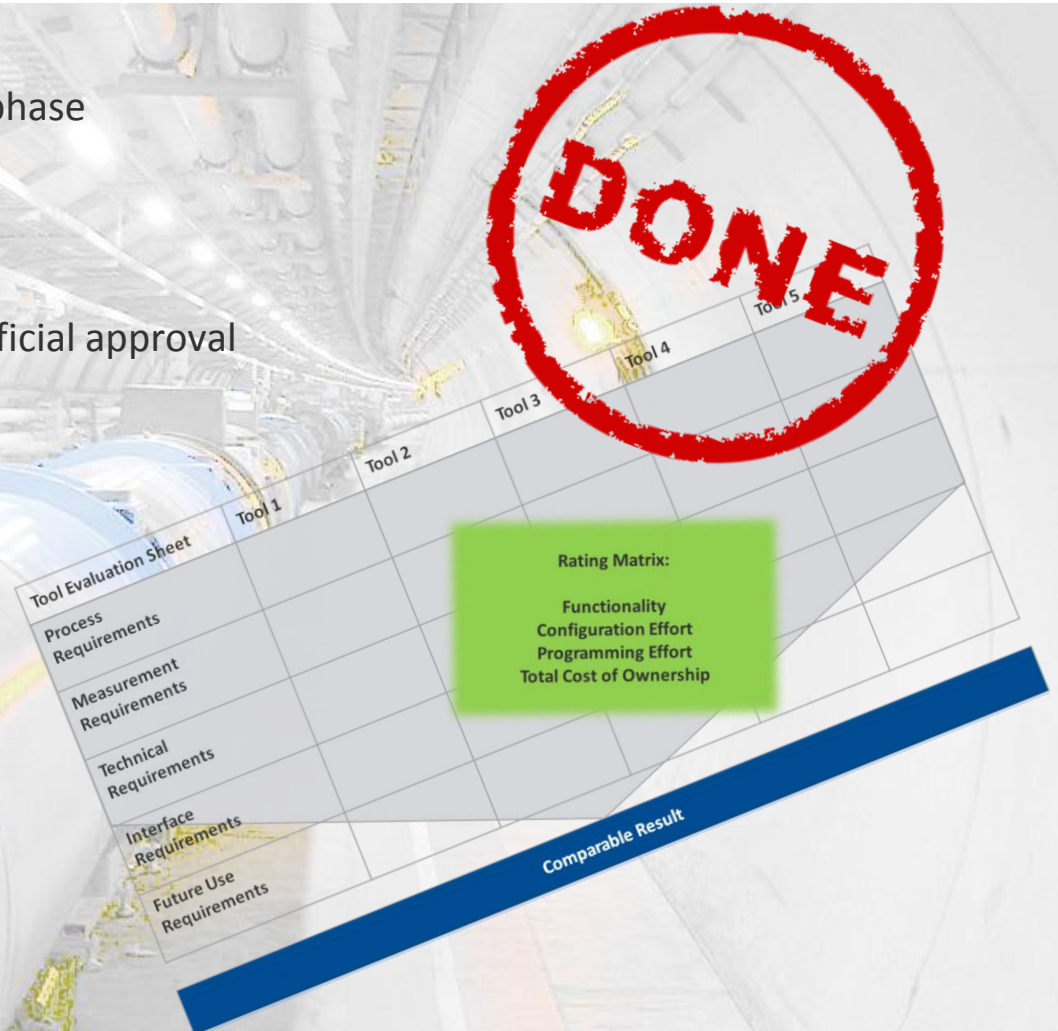 phase
ficial approval
DONE
Tool Evaluation Sheet
Tool 1
Tool 2
Tool 3
Tool 4
Tool 5
Process
Requirements
Measurement
Requirements
Technical
Requirements
Interface
Requirements
Future Use
Requirements
Rating Matrix:
Functionality
Configuration Effort
Programming Effort
Total Cost of Ownership
Comparable Result